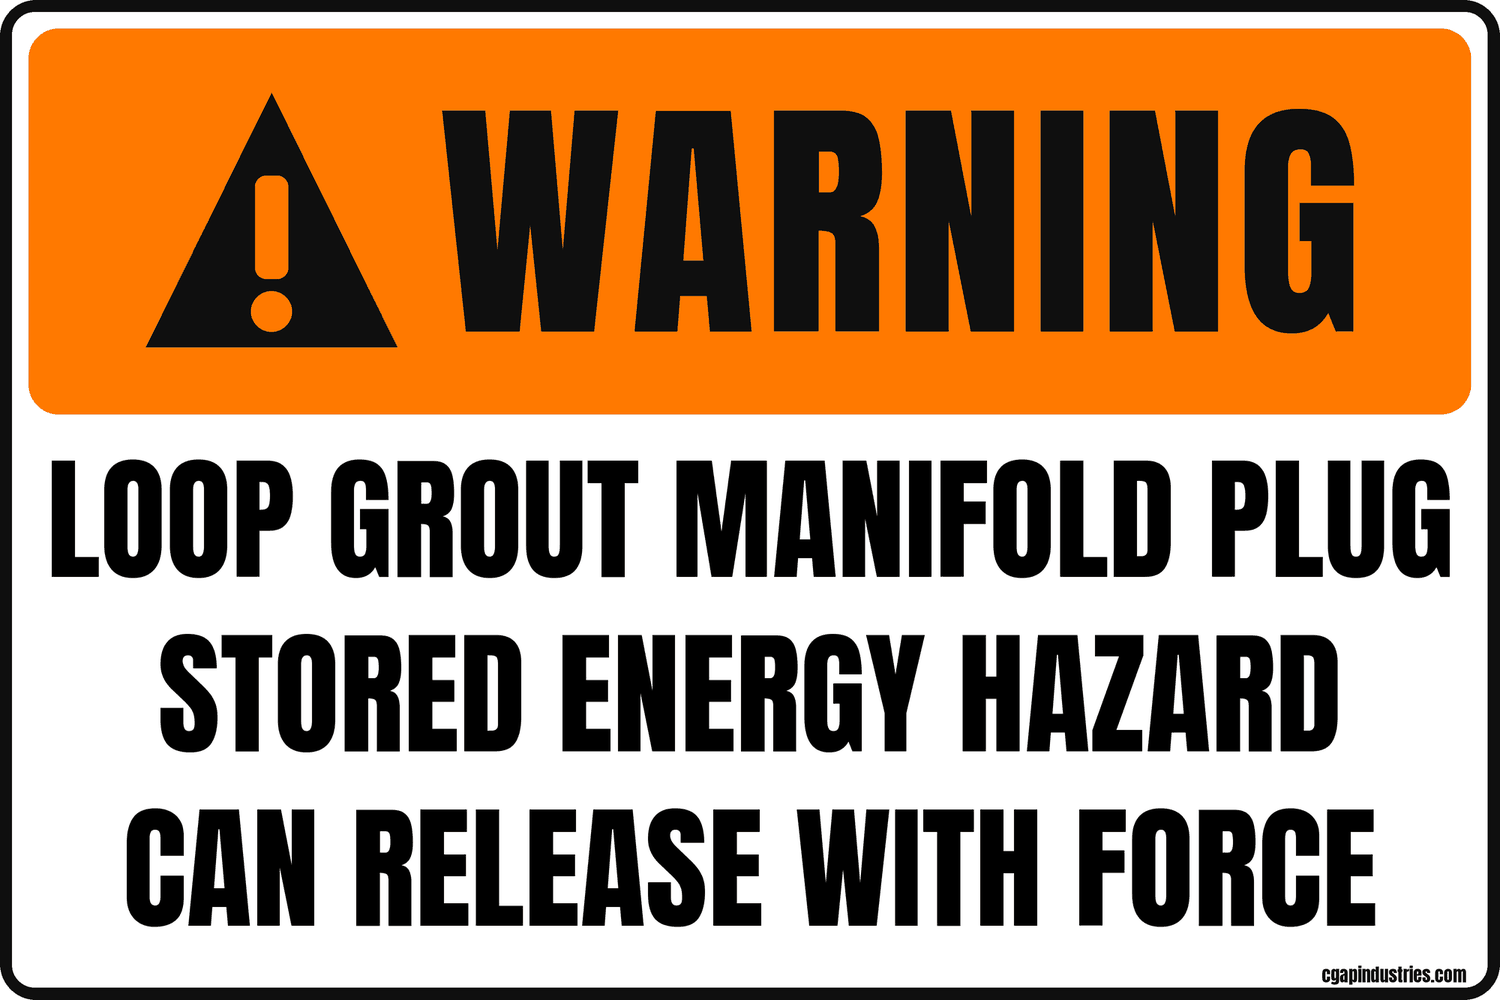 WARNING
LOOP GROUT MANIFOLD PLUG
STORED ENERGY HAZARD
CAN RELEASE WITH FORCE
cgapindustries.com